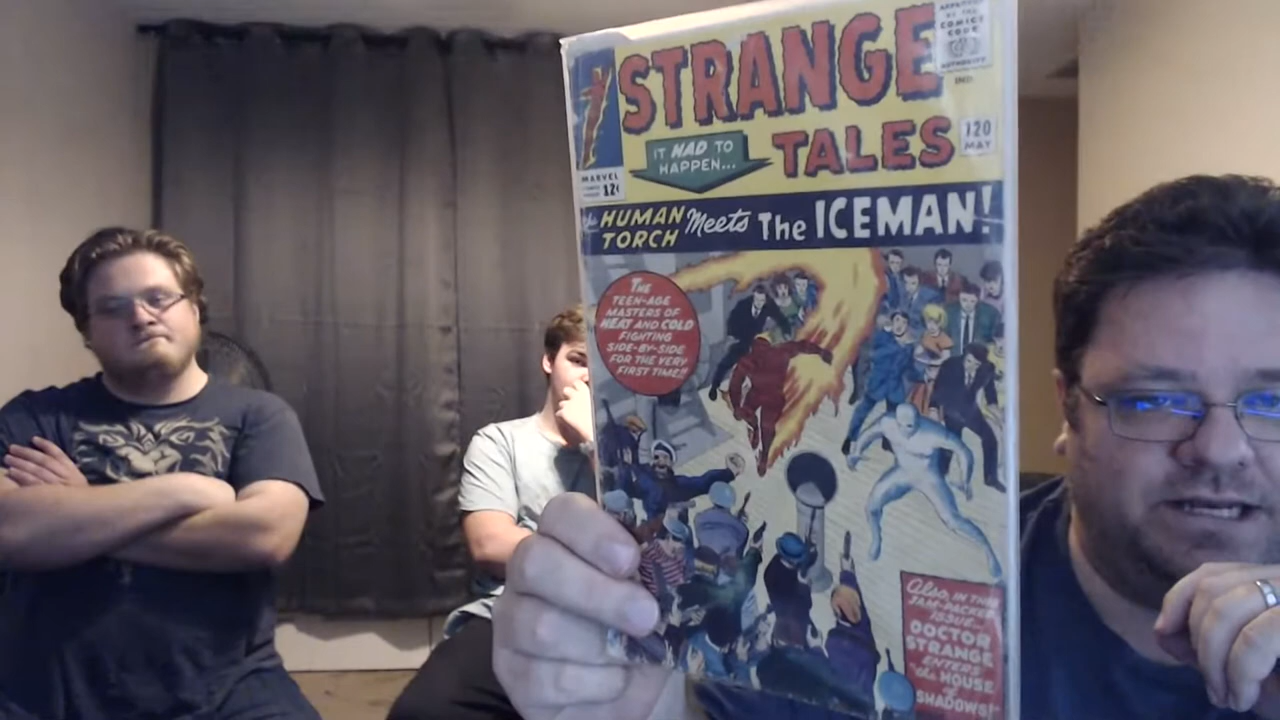 STRANGE
TALES
APPROVED
BY THE
COMICS
CODE
AUTHORITY
IND.
120
MAY
MARVEL
12¢
IT HAD TO
HAPPEN...
the HUMAN
TORCH Meets The ICEMAN!
THE
TEEN-AGE
MASTERS OF
HEAT AND COLD
FIGHTING
SIDE-BY-SIDE
FOR THE VERY
FIRST TIME!!
Also, IN THIS
JAM-PACKED
ISSUE...
DOCTOR
STRANGE
ENTERS
"the HOUSE
of
SHADOWS!"